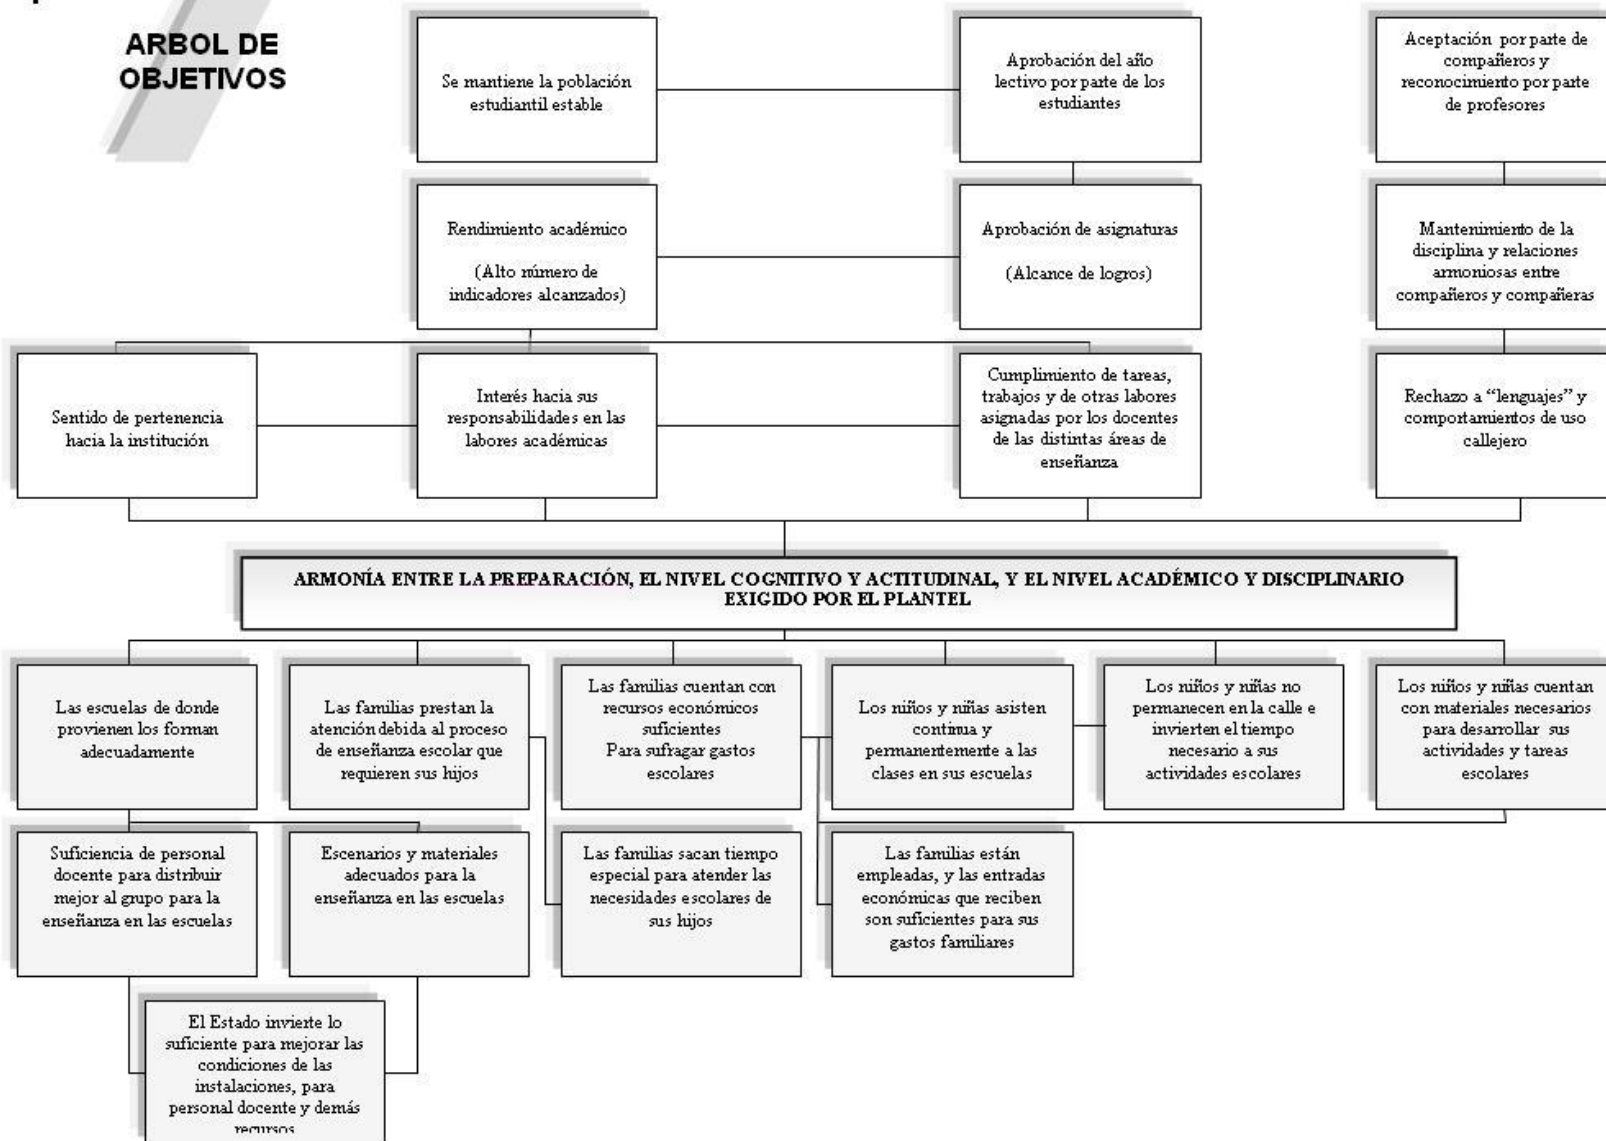 ARBOL DE
OBJETIVOS
Se mantiene la población
estudiantil estable
Aprobación del año
lectivo por parte de los
estudiantes
Aceptación por parte de
compañeros y
reconocimiento por parte
de profesores
Rendimiento académico
(Alto número de
indicadores alcanzados)
Aprobación de asignaturas
(Alcance de logros)
Mantenimiento de la
disciplina y relaciones
armoniosas entre
compañeros y compañeras
Sentido de pertenencia
hacia la institución
Interés hacia sus
responsabilidades en las
labores académicas
Cumplimiento de tareas,
trabajos y de otras labores
asignadas por los docentes
de las distintas áreas de
enseñanza
Rechazo a “lenguajes” y
comportamientos de uso
callejero
ARMONÍA ENTRE LA PREPARACIÓN, EL NIVEL COGNITIVO Y ACTITUDINAL, Y EL NIVEL ACADÉMICO Y DISCIPLINARIO
EXIGIDO POR EL PLANTEL
Las escuelas de donde
provienen los forman
adecuadamente
Las familias prestan la
atención debida al proceso
de enseñanza escolar que
requieren sus hijos
Las familias cuentan con
recursos económicos
suficientes
Para sufragar gastos
escolares
Los niños y niñas asisten
continua y
permanentemente a las
clases en sus escuelas
Los niños y niñas no
permanecen en la calle e
invierten el tiempo
necesario a sus
actividades escolares
Los niños y niñas cuentan
con materiales necesarios
para desarrollar sus
actividades y tareas
escolares
Suficiencia de personal
docente para distribuir
mejor al grupo para la
enseñanza en las escuelas
Escenarios y materiales
adecuados para la
enseñanza en las escuelas
Las familias sacan tiempo
especial para atender las
necesidades escolares de
sus hijos
Las familias están
empleadas, y las entradas
económicas que reciben
son suficientes para sus
gastos familiares
El Estado invierte lo
suficiente para mejorar las
condiciones de las
instalaciones, para
personal docente y demás
recursos